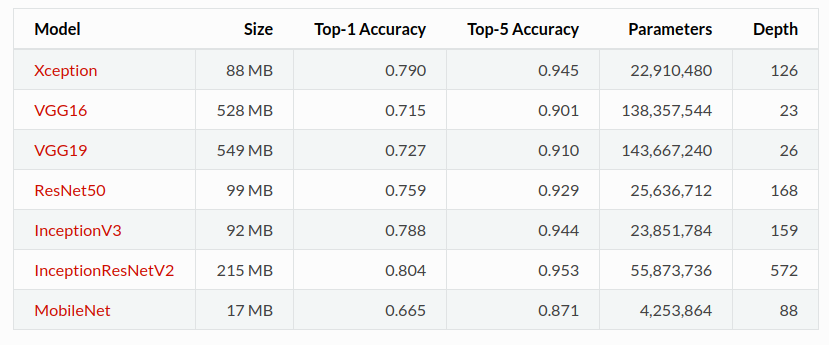 Model Size Top-1 Accuracy Top-5 Accuracy Parameters Depth
Xception 88 MB 0.790 0.945 22,910,480 126
VGG16 528 MB 0.715 0.901 138,357,544 23
VGG19 549 MB 0.727 0.910 143,667,240 26
ResNet50 99 MB 0.759 0.929 25,636,712 168
InceptionV3 92 MB 0.788 0.944 23,851,784 159
InceptionResNetV2 215 MB 0.804 0.953 55,873,736 572
MobileNet 17 MB 0.665 0.871 4,253,864 88